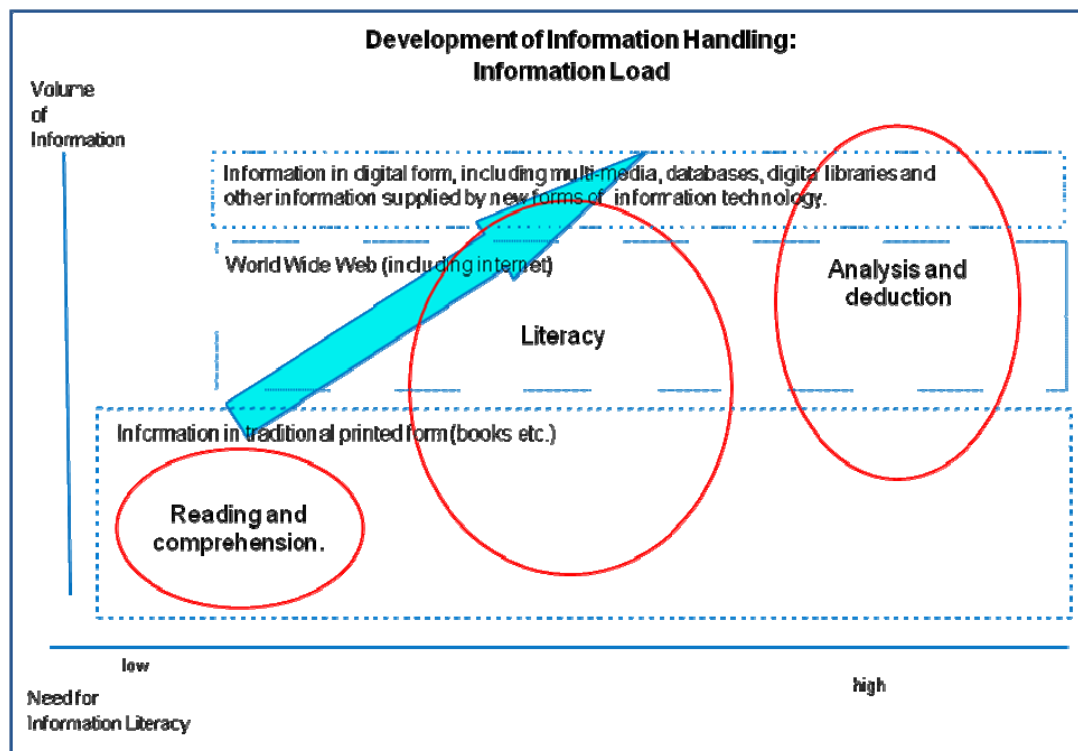 Development of Information Handling:
Information Load
Volume
of
Information
Information in digital form, including multi-media, databases, digital libraries and
other information supplied by new forms of information technology.
World Wide Web (including internet)
Analysis and
deduction
Literacy
Information in traditional printed form (books etc.)
Reading and
comprehension.
low
high
Need for
Information Literacy